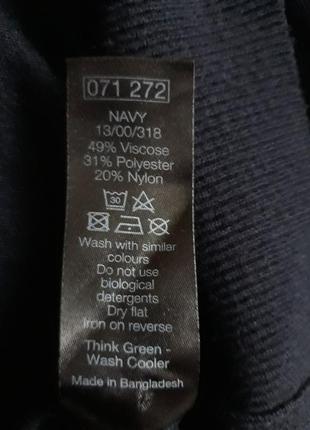 071 272
NAVY
13/00/318
49% Viscose
31% Polyester
20% Nylon
30
Wash with similar
colours
Do not use
biological
detergents
Dry flat
Iron on reverse
Think Green -
Wash Cooler
Made in Bangladesh